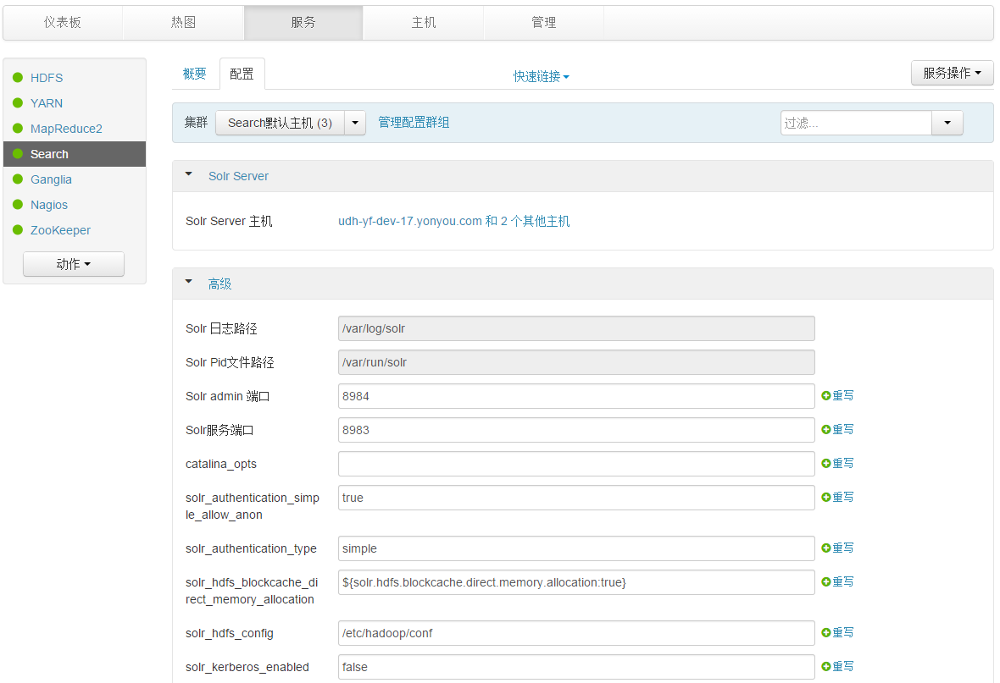 仪表板 热图 服务 主机 管理
HDFS
YARN
MapReduce2
Search
Ganglia
Nagios
ZooKeeper
动作
概要 配置 快速链接 服务操作
集群 Search默认主机 (3) 管理配置群组 过滤...
Solr Server
Solr Server 主机 udh-yf-dev-17.yonyou.com 和 2 个其他主机
高级
Solr 日志路径 /var/log/solr
Solr Pid文件路径 /var/run/solr
Solr admin 端口 8984 重写
Solr服务端口 8983 重写
catalina_opts 重写
solr_authentication_simp true 重写
le_allow_anon
solr_authentication_type simple 重写
solr_hdfs_blockcache_di ${solr.hdfs.blockcache.direct.memory.allocation:true} 重写
rect_memory_allocation
solr_hdfs_config /etc/hadoop/conf 重写
solr_kerberos_enabled false 重写